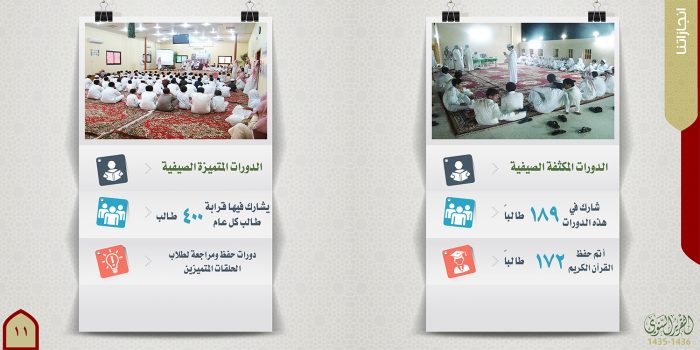 انجازاتنا
الدورات المكثفة الصيفية
شارك في ١٨٩ طالباً
هذه الدورات
أتم حفظ ١٧٢ طالباً
القرآن الكريم
الدورات المتميزة الصيفية
يشارك فيها قرابة ٤٠٠ طالب
طالب كل عام
دورات حفظ ومراجعة لطلاب
الحلقات المتميزين
التقرير السنوي
1435-1436
١١